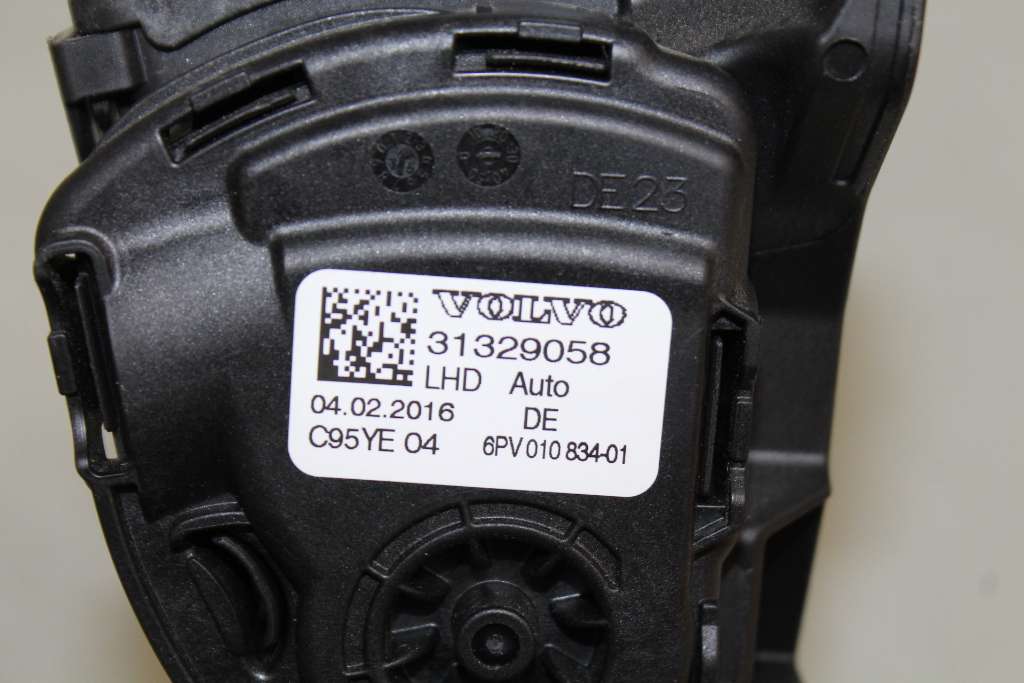 DE23
VOLVO
31329058
LHD Auto
04.02.2016 DE
C95YE 04 6PV 010 834-01